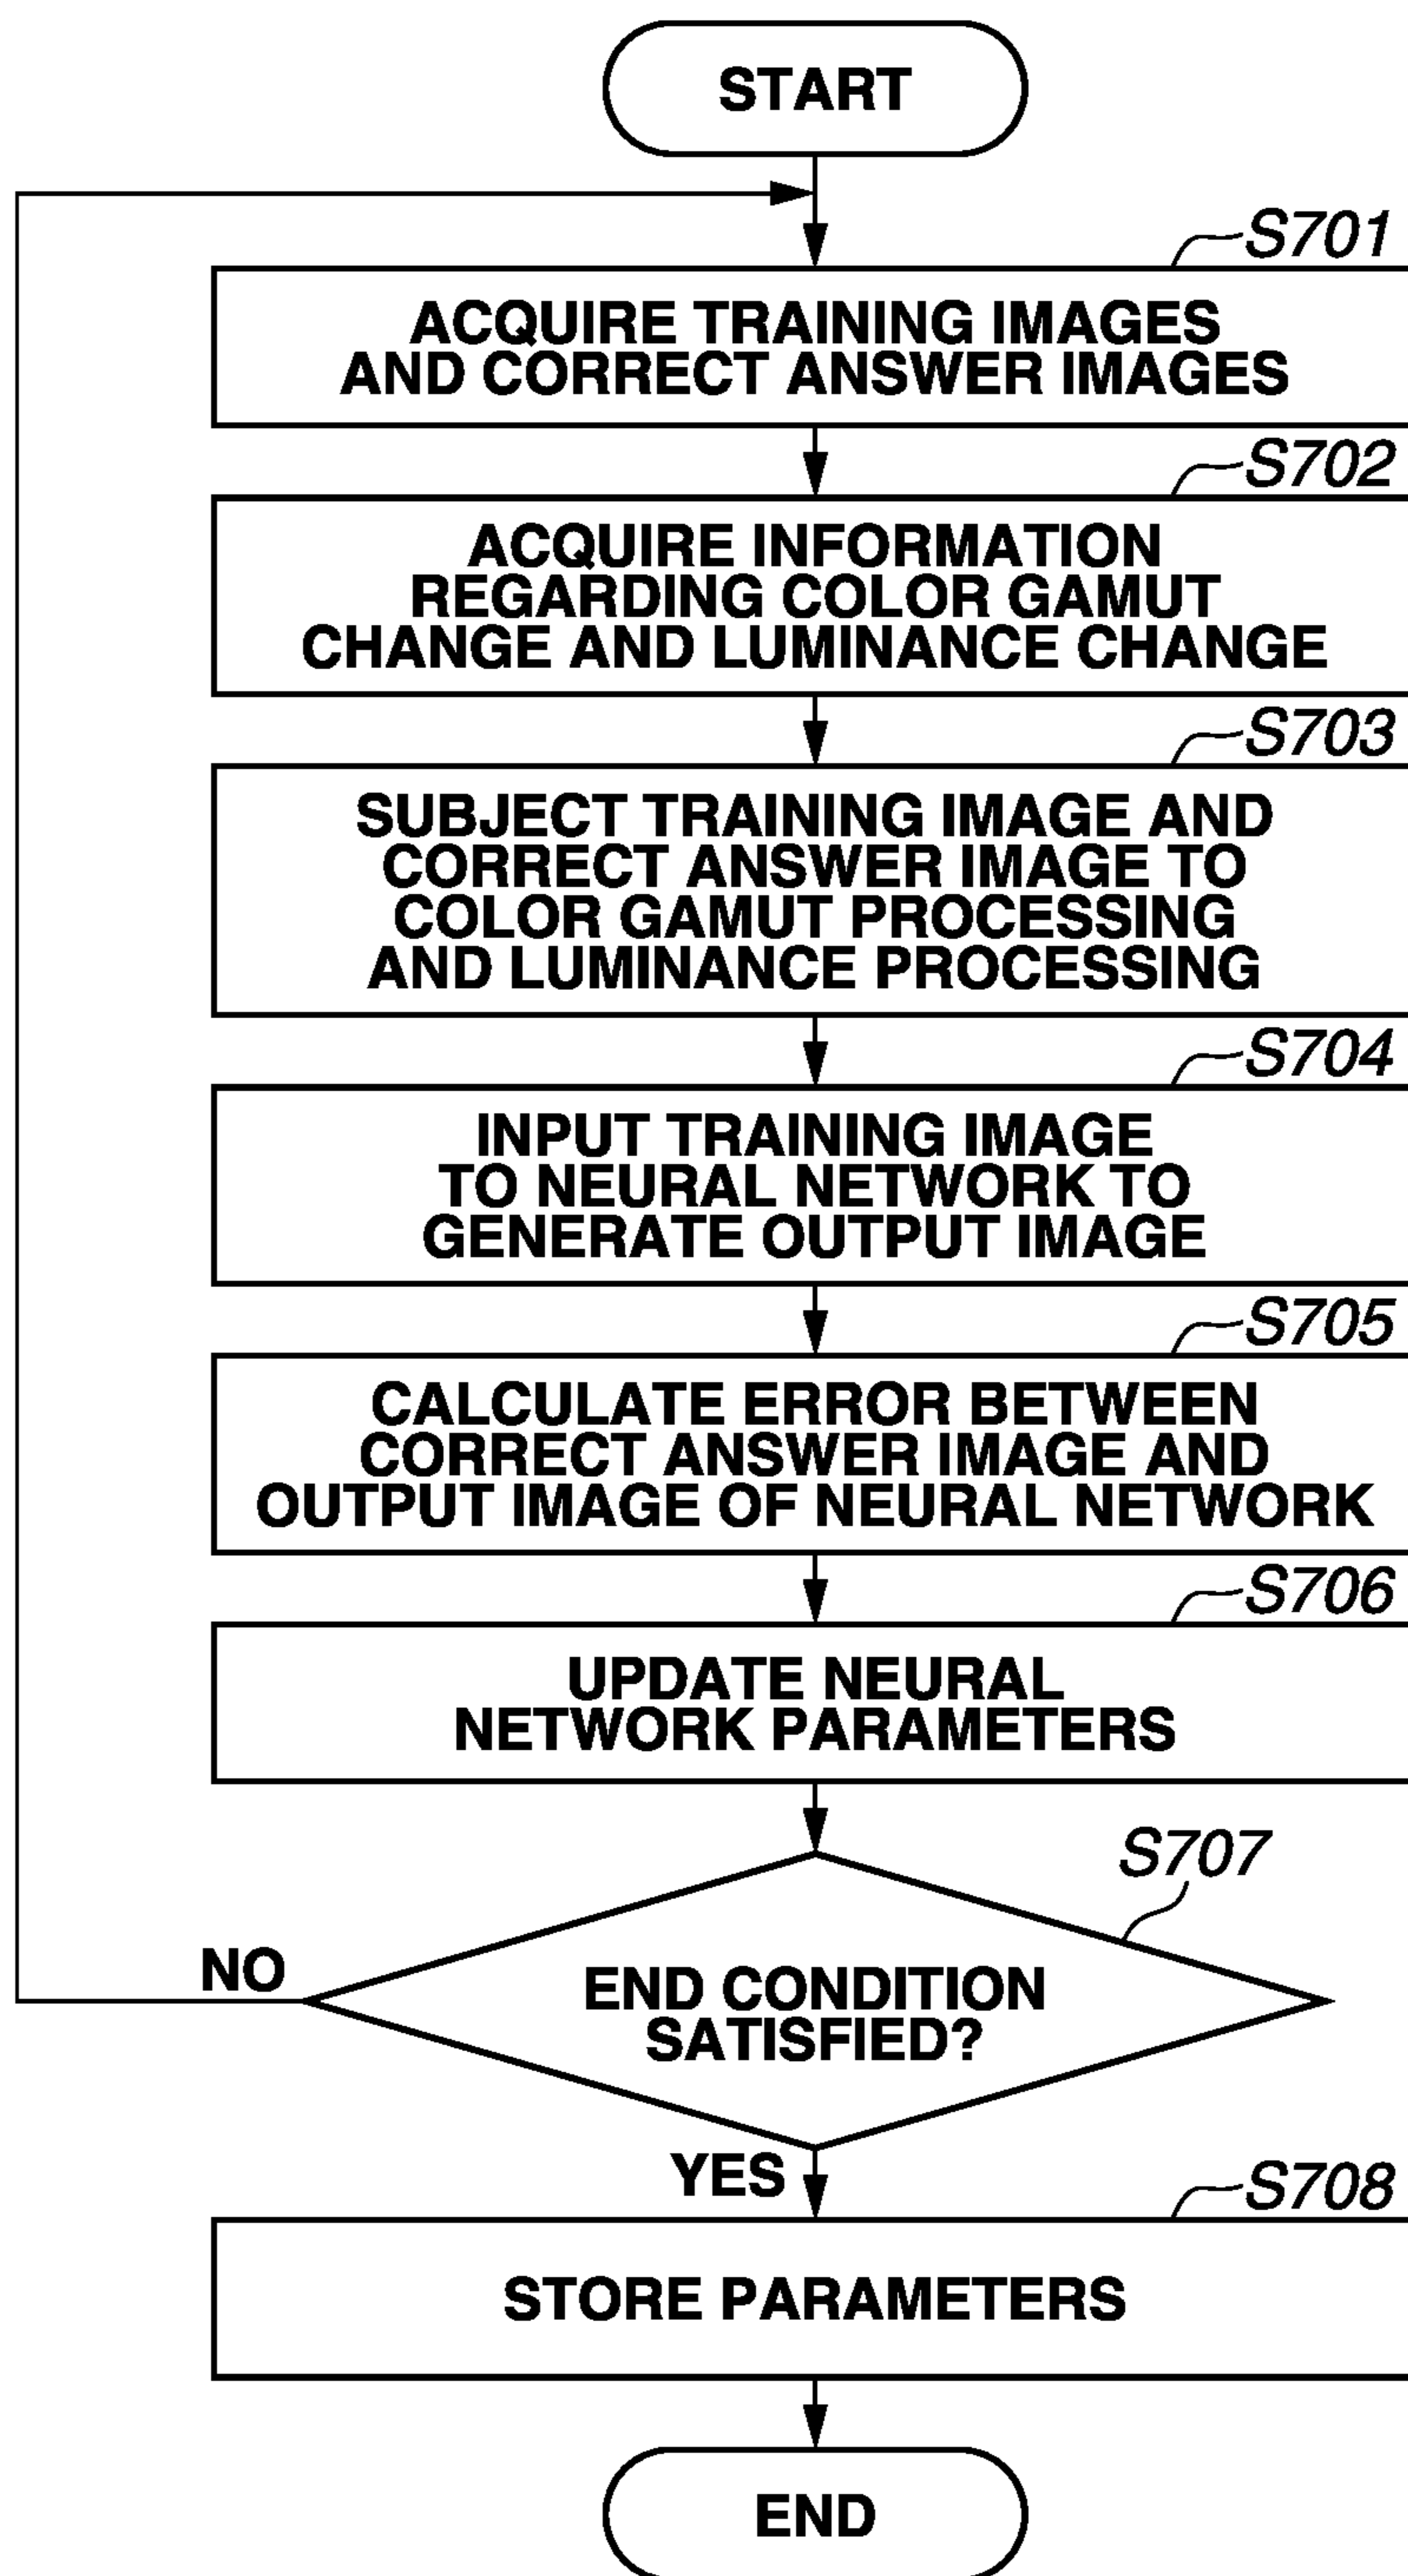 START
S701
ACQUIRE TRAINING IMAGES
AND CORRECT ANSWER IMAGES
S702
ACQUIRE INFORMATION
REGARDING COLOR GAMUT
CHANGE AND LUMINANCE CHANGE
S703
SUBJECT TRAINING IMAGE AND
CORRECT ANSWER IMAGE TO
COLOR GAMUT PROCESSING
AND LUMINANCE PROCESSING
S704
INPUT TRAINING IMAGE
TO NEURAL NETWORK TO
GENERATE OUTPUT IMAGE
S705
CALCULATE ERROR BETWEEN
CORRECT ANSWER IMAGE AND
OUTPUT IMAGE OF NEURAL NETWORK
S706
UPDATE NEURAL
NETWORK PARAMETERS
S707
NO
END CONDITION
SATISFIED?
YES
S708
STORE PARAMETERS
END